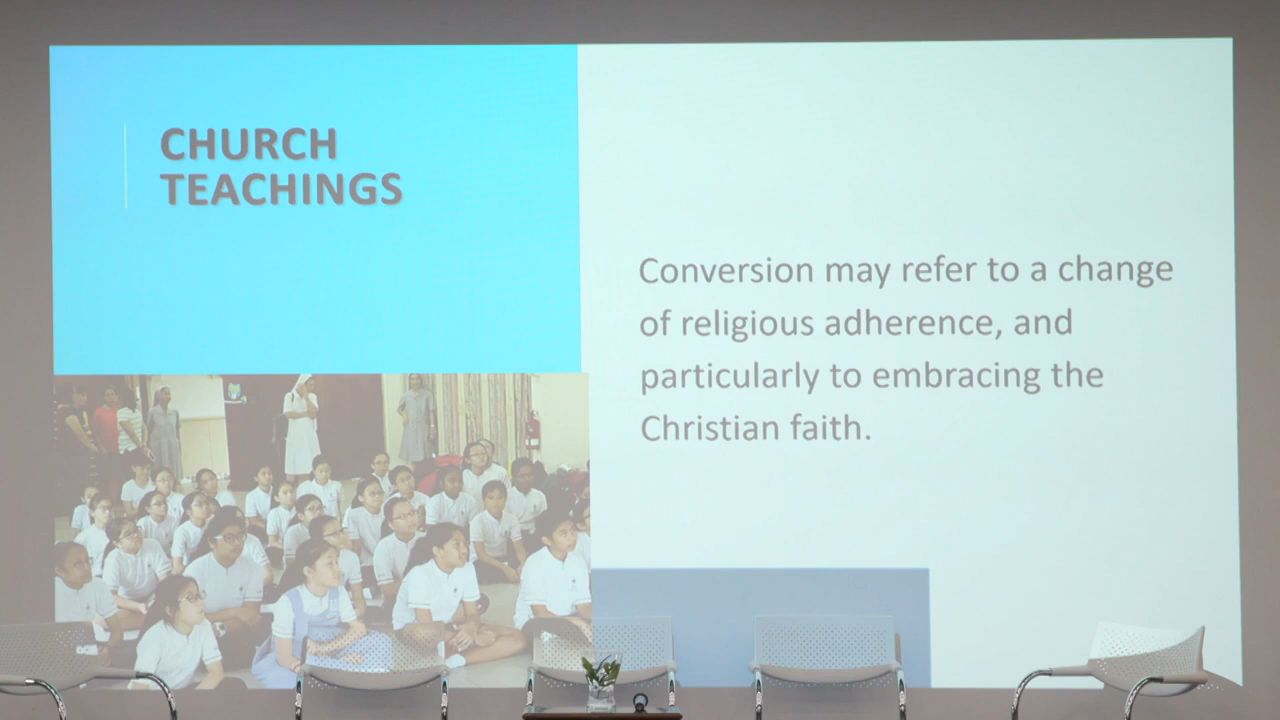 CHURCH
TEACHINGS
Conversion may refer to a change
of religious adherence, and
particularly to embracing the
Christian faith.